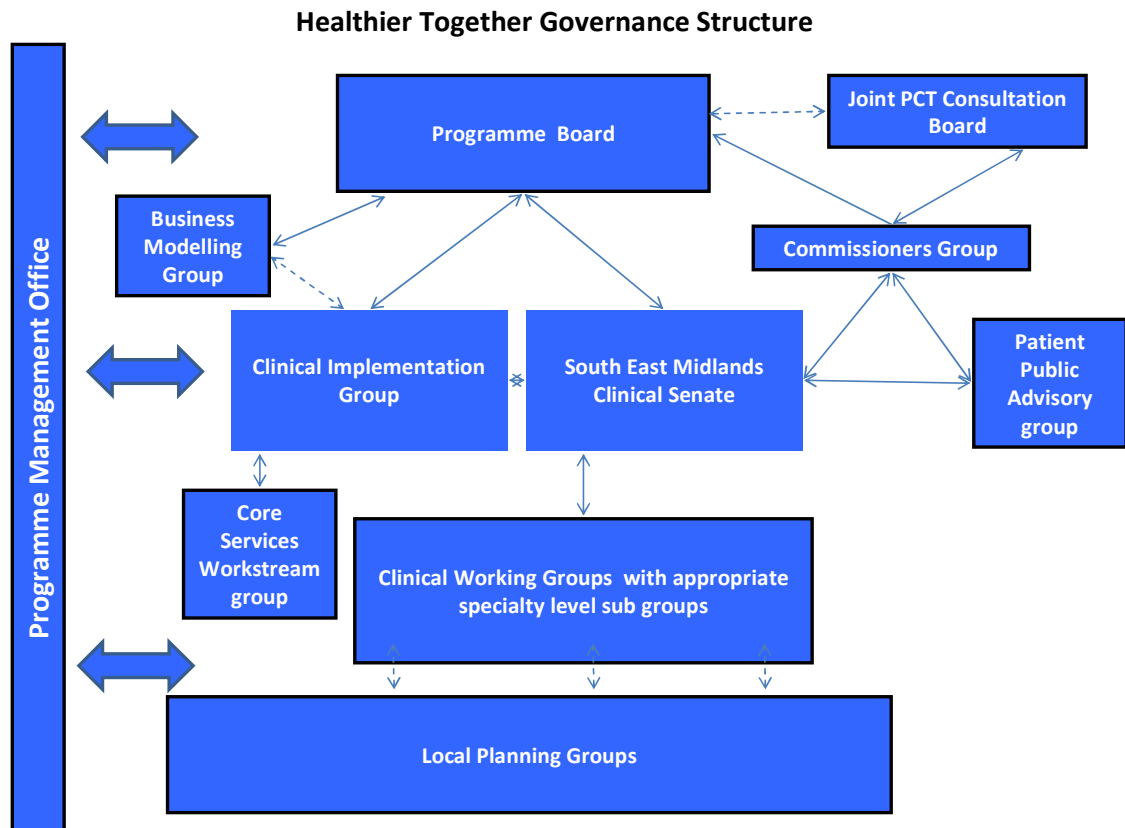 Healthier Together Governance Structure
Programme Management Office
Programme Board
Joint PCT Consultation
Board
Business
Modelling
Group
Commissioners Group
Clinical Implementation
Group
South East Midlands
Clinical Senate
Patient
Public
Advisory
group
Core
Services
Workstream
group
Clinical Working Groups with appropriate
specialty level sub groups
Local Planning Groups